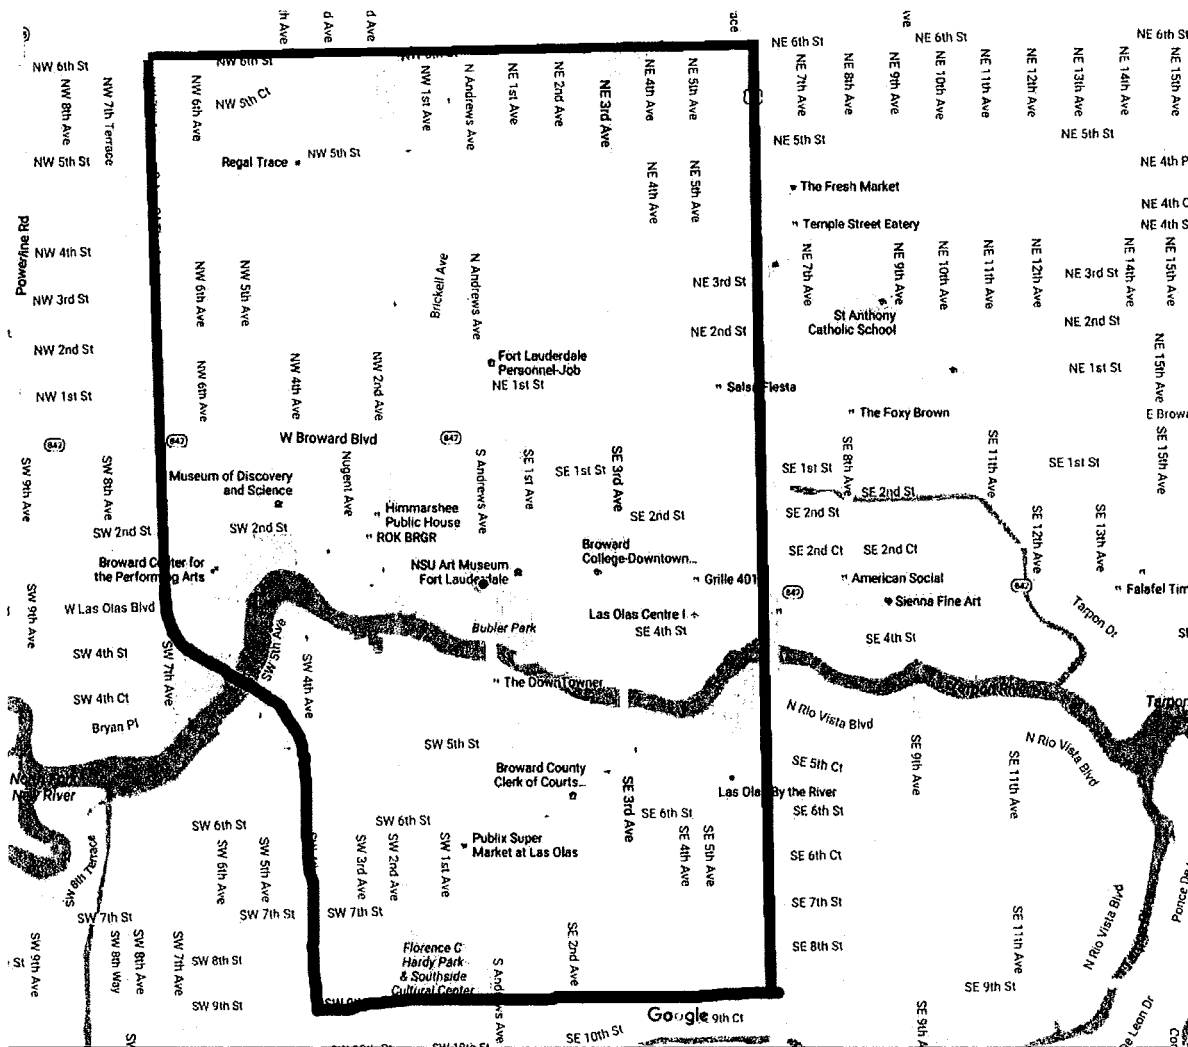 NE 6th St
NE 6th St
NE 6th St
NW 6th St
NW 6th St
NW 8th Ave
NW 7th Terrace
NW 6th Ave
NW 5th Ct
NW 1st Ave
N Andrews Ave
NE 1st Ave
NE 2nd Ave
NE 3rd Ave
NE 4th Ave
NE 5th Ave
NE 7th Ave
NE 8th Ave
NE 9th Ave
NE 10th Ave
NE 11th Ave
NE 12th Ave
NE 13th Ave
NE 14th Ave
NE 15th Ave
NE 5th St
NE 5th St
NW 5th St
Regal Trace
NW 5th St
NE 4th Ave
NE 5th Ave
The Fresh Market
Temple Street Eatery
Powerline Rd
NW 4th St
NW 6th Ave
NW 5th Ave
Brickell Ave
N Andrews Ave
NE 3rd St
NE 7th Ave
NE 9th Ave
NE 10th Ave
NE 11th Ave
NE 12th Ave
NE 3rd St
NE 14th Ave
NE 15th Ave
NW 3rd St
St Anthony
Catholic School
NE 2nd St
NE 2nd St
NW 2nd St
NW 6th Ave
NW 4th Ave
NW 2nd Ave
Fort Lauderdale
Personnel-Job
NE 1st St
NE 1st St
NE 15th Ave
NW 1st St
Salsa Fiesta
The Foxy Brown
842
842
W Broward Blvd
842
SW 9th Ave
SW 8th Ave
Museum of Discovery
and Science
Nugent Ave
S Andrews Ave
SE 1st Ave
SE 1st St
SE 3rd Ave
SE 1st St
SE 8th Ave
SE 11th Ave
SE 1st St
SE 15th Ave
SW 2nd St
SW 2nd St
Himmarshee
Public House
ROK BRGR
SE 2nd St
SE 2nd St
SE 2nd St
SE 12th Ave
SE 13th Ave
Broward Center for
the Performing Arts
NSU Art Museum
Fort Lauderdale
Broward
College-Downtown...
SE 2nd Ct
SE 2nd Ct
Grille 401
842
American Social
Sienna Fine Art
842
SW 9th Ave
W Las Olas Blvd
Las Olas Centre I
SE 4th St
SE 4th St
Tarpon Dr
Bubier Park
SW 4th St
SW 7th Ave
SW 5th Ave
SW 4th Ave
The DownTowner
SW 4th Ct
Bryan Pl
N Rio Vista Blvd
N Rio Vista Blvd
SW 5th St
SE 5th Ct
SE 9th Ave
SE 11th Ave
New River
Broward County
Clerk of Courts...
SE 3rd Ave
Las Olas By the River
SE 6th St
SE 6th St
SW 6th St
SW 6th St
SW 8th Terrace
SW 6th Ave
SW 5th Ave
SW 3rd Ave
SW 2nd Ave
SW 1st Ave
Publix Super
Market at Las Olas
SE 4th Ave
SE 5th Ave
SE 6th Ct
SW 7th St
SW 7th St
SW 7th St
SE 7th St
SE 8th St
SW 9th Ave
SW 8th Way
SW 8th Ave
SW 7th Ave
SW 8th St
Florence C
Hardy Park
& Southside
Cultural Center
SE 2nd Ave
SE 11th Ave
N Rio Vista Blvd
SE 9th St
SW 9th St
S Andrews Ave
Google
SE 10th St